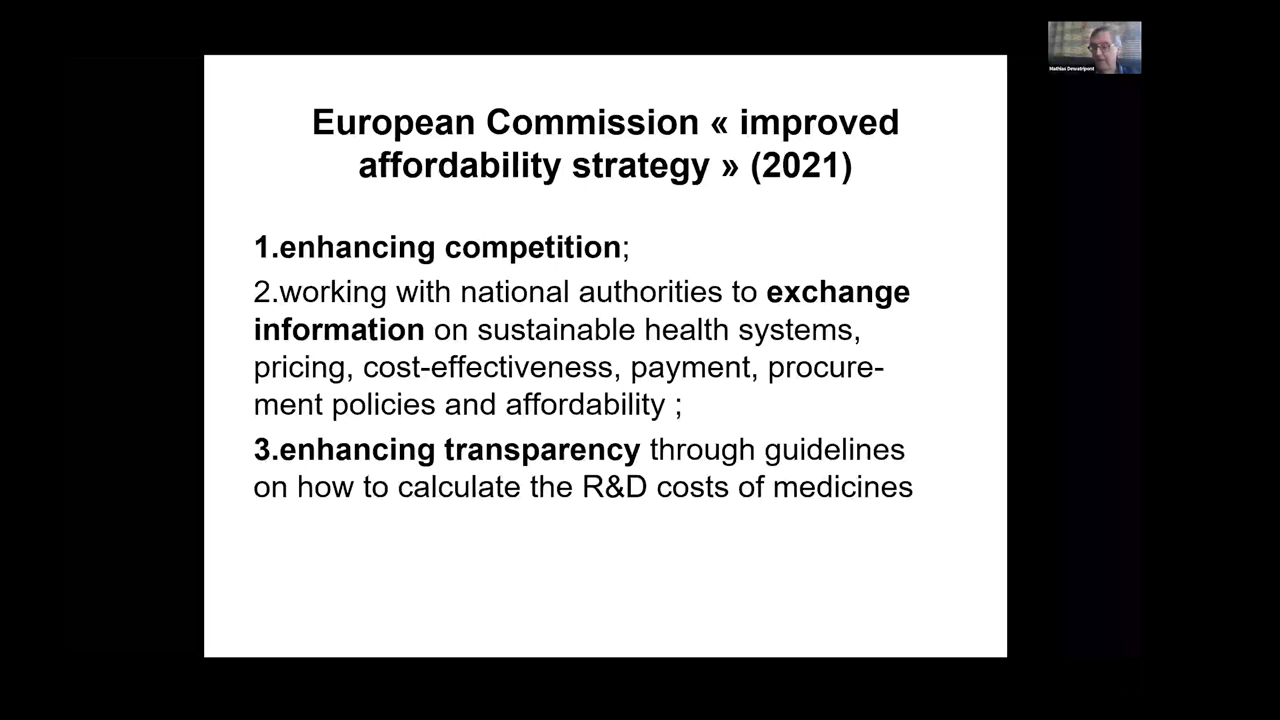 European Commission « improved
affordability strategy » (2021)
1.enhancing competition;
2.working with national authorities to exchange
information on sustainable health systems,
pricing, cost-effectiveness, payment, procure-
ment policies and affordability ;
3.enhancing transparency through guidelines
on how to calculate the R&D costs of medicines
Mathias Dewatripont